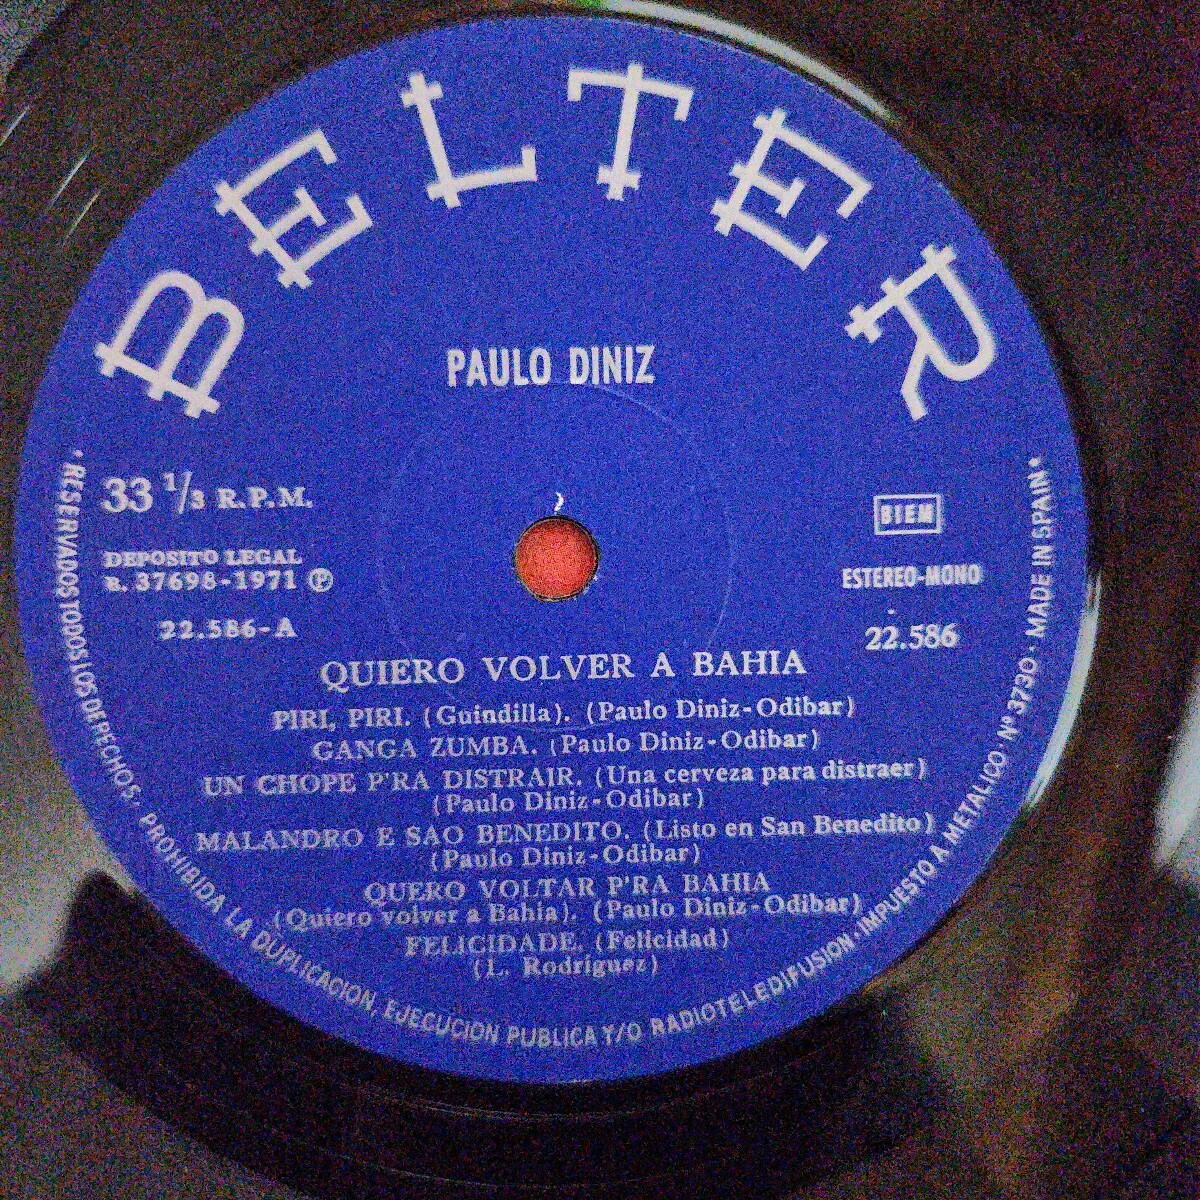 BELTER
PAULO DINIZ
33 1/3 R.P.M.
DEPOSITO LEGAL
B. 37698-1971 Ⓟ
22.586-A
BIEM
ESTEREO-MONO
22.586
QUIERO VOLVER A BAHIA
PIRI, PIRI. (Guindilla). (Paulo Diniz-Odibar)
GANGA ZUMBA. (Paulo Diniz-Odibar)
UN CHOPE P'RA DISTRAIR. (Una cerveza para distraer)
(Paulo Diniz-Odibar)
MALANDRO E SAO BENEDITO. (Listo en San Benedito)
(Paulo Diniz-Odibar)
QUERO VOLTAR P'RA BAHIA
(Quiero volver a Bahia). (Paulo Diniz-Odibar)
FELICIDADE. (Felicidad)
(L. Rodriguez)
* RESERVADOS TODOS LOS DERECHOS · PROHIBIDA LA DUPLICACION, EJECUCION PUBLICA Y/O RADIOTELEDIFUSION · IMPUESTO A METALICO · Nº 3730 · MADE IN SPAIN *